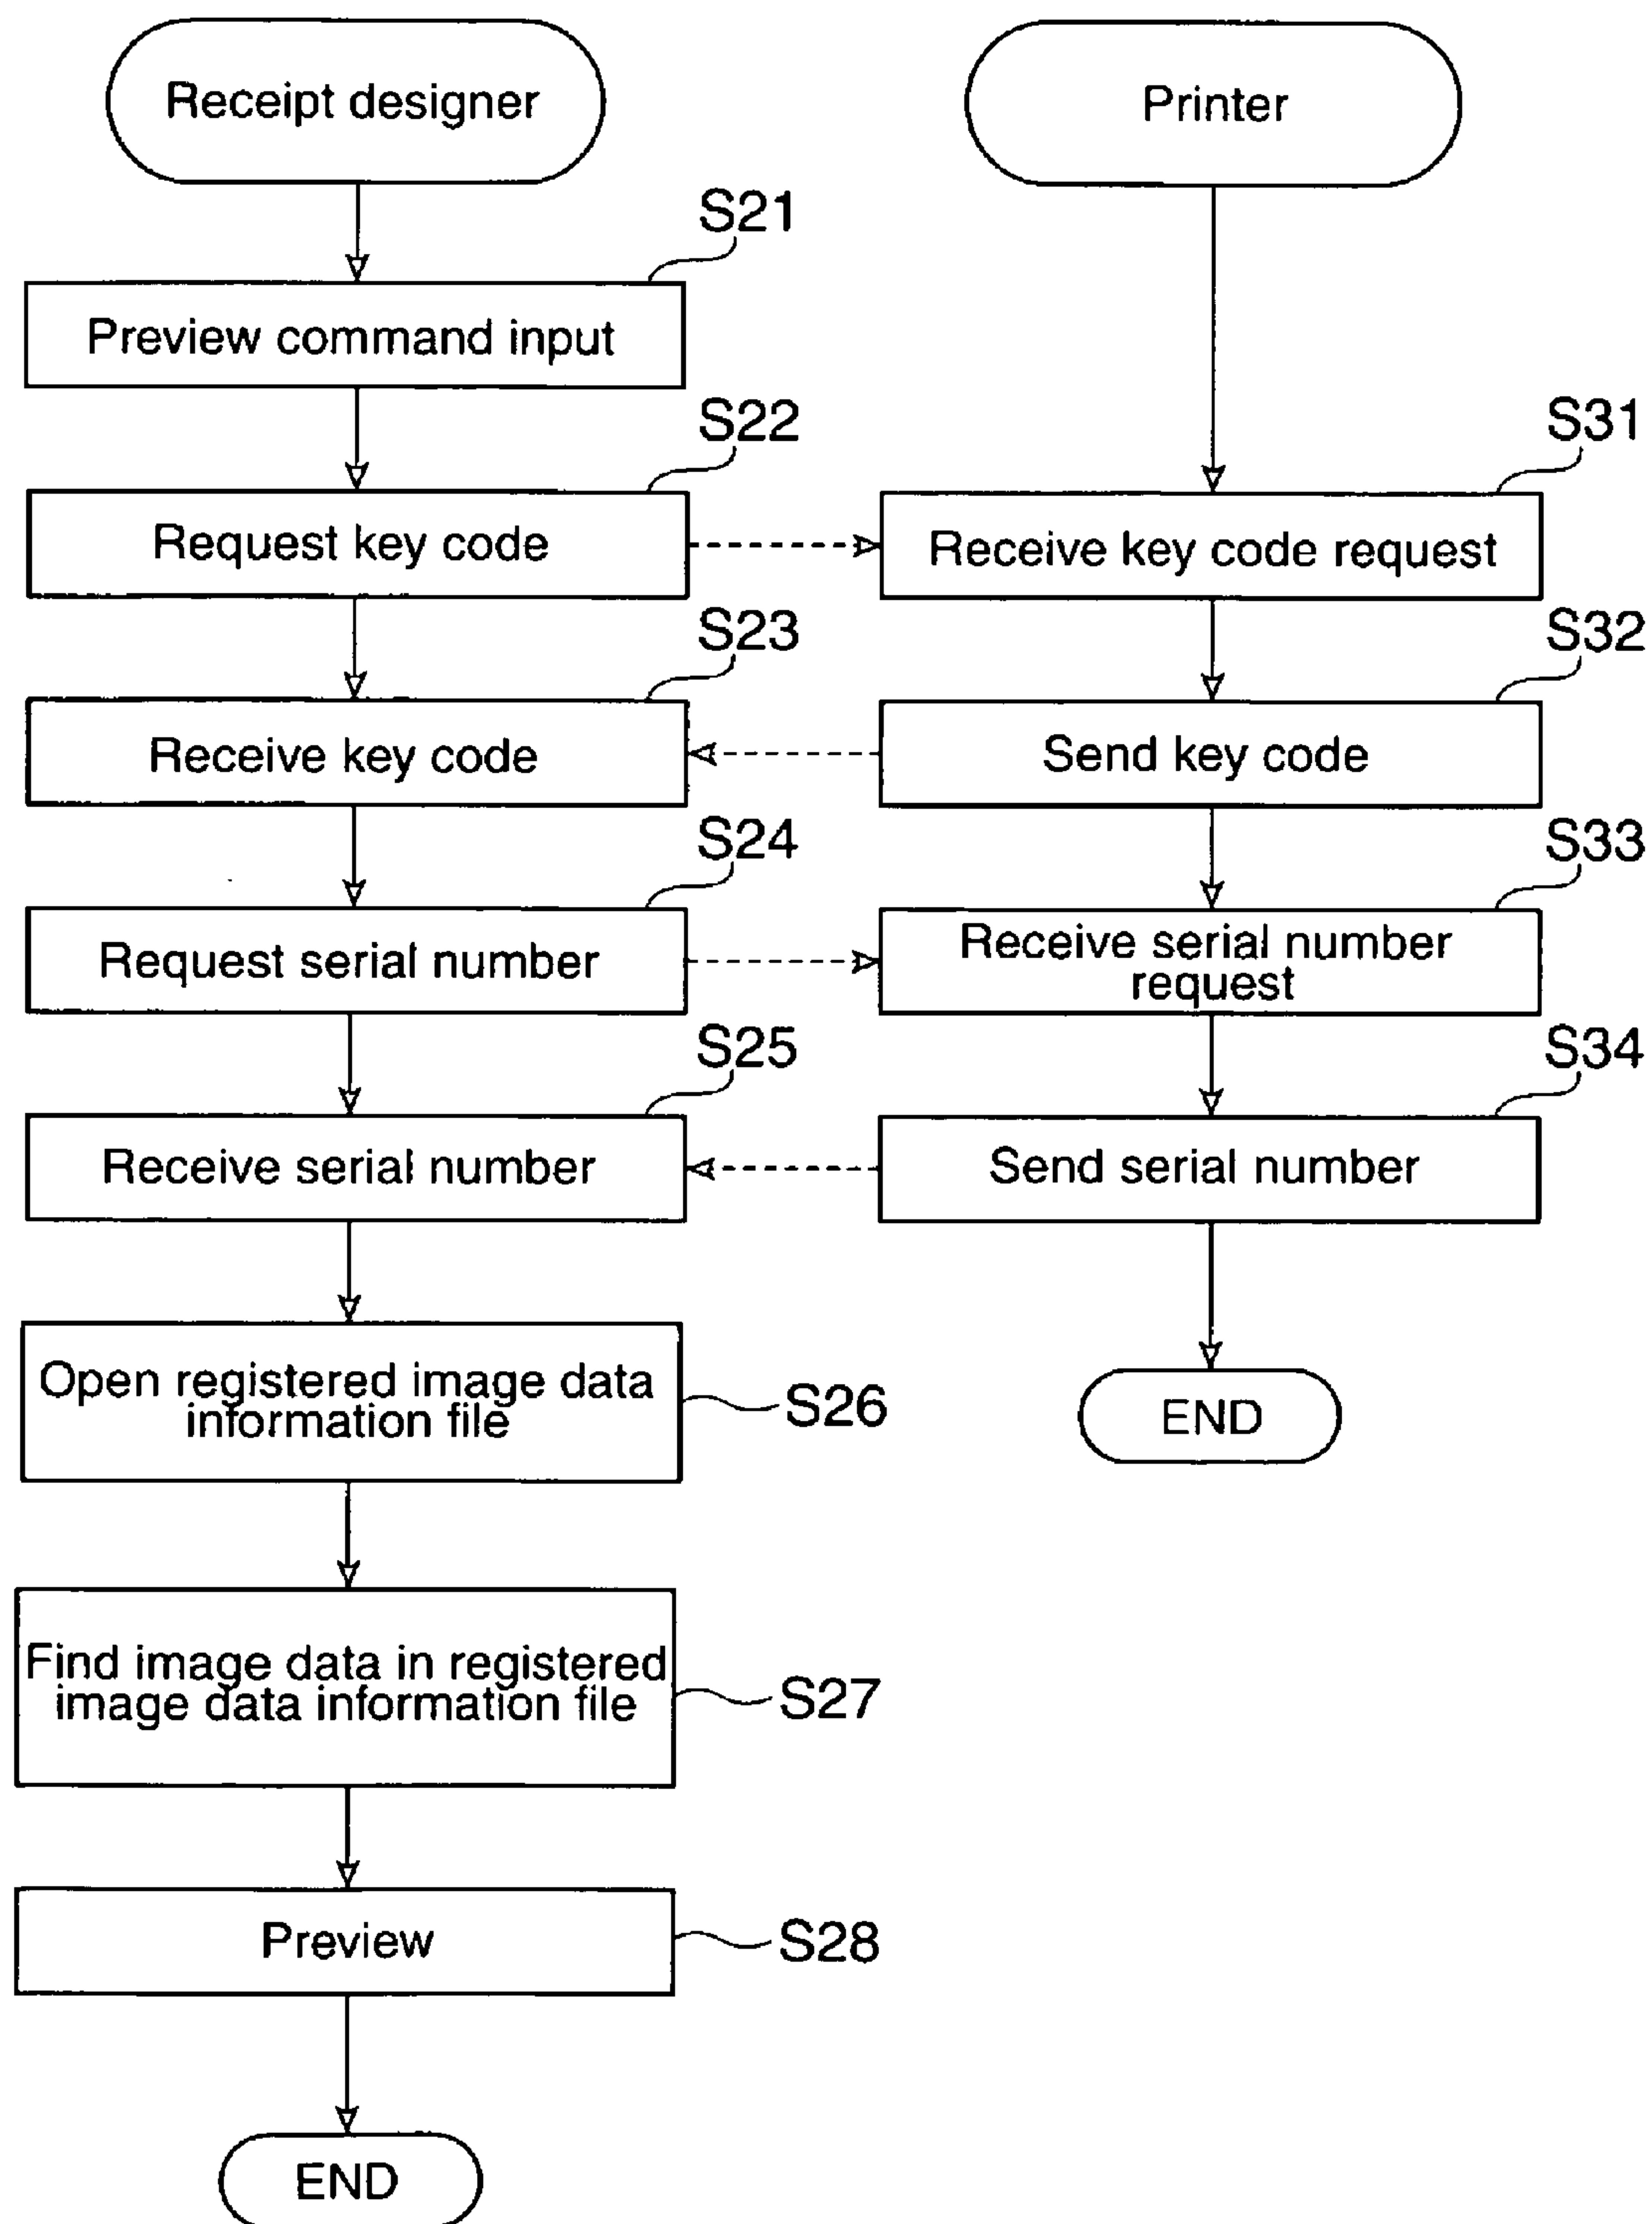 Receipt designer
Printer
S21
Preview command input
S22
S31
Request key code
Receive key code request
S23
S32
Receive key code
Send key code
S24
S33
Request serial number
Receive serial number
request
S25
S34
Receive serial number
Send serial number
Open registered image data
information file
S26
END
Find image data in registered
image data information file
S27
Preview
S28
END